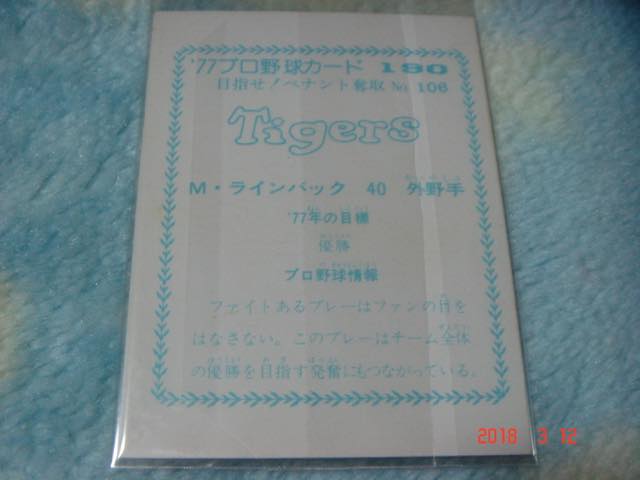 '77プロ野球カード 180
目指せ!ペナント奪取 No. 106
Tigers
M・ラインバック 40 外野手
'77年の目標
優勝
プロ野球情報
ファイトあるプレーはファンの目を
はなさない。このプレーはチーム全体
の優勝を目指す発奮にもつながっている。
2018 3 12